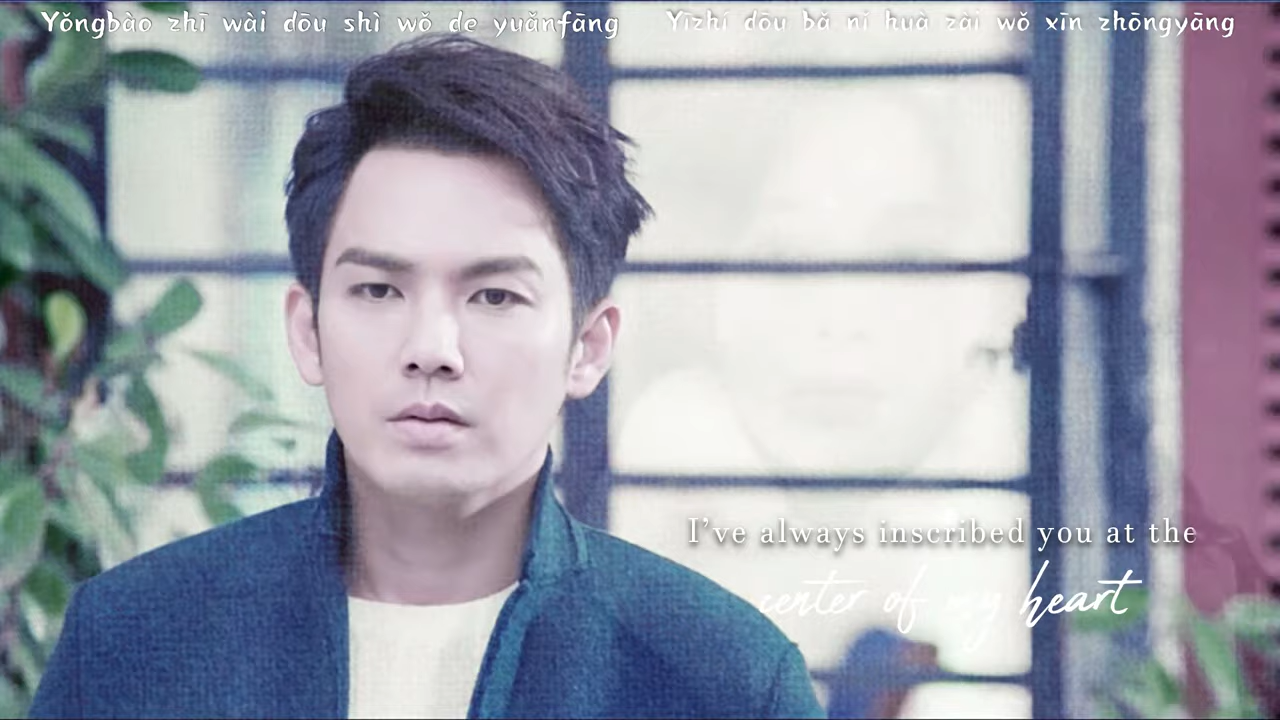 Yǒngbào zhī wài dōu shì wǒ de yuǎnfāng Yīzhí dōu bǎ nǐ huà zài wǒ xīn zhōngyāng
I've always inscribed you at the
center of my heart